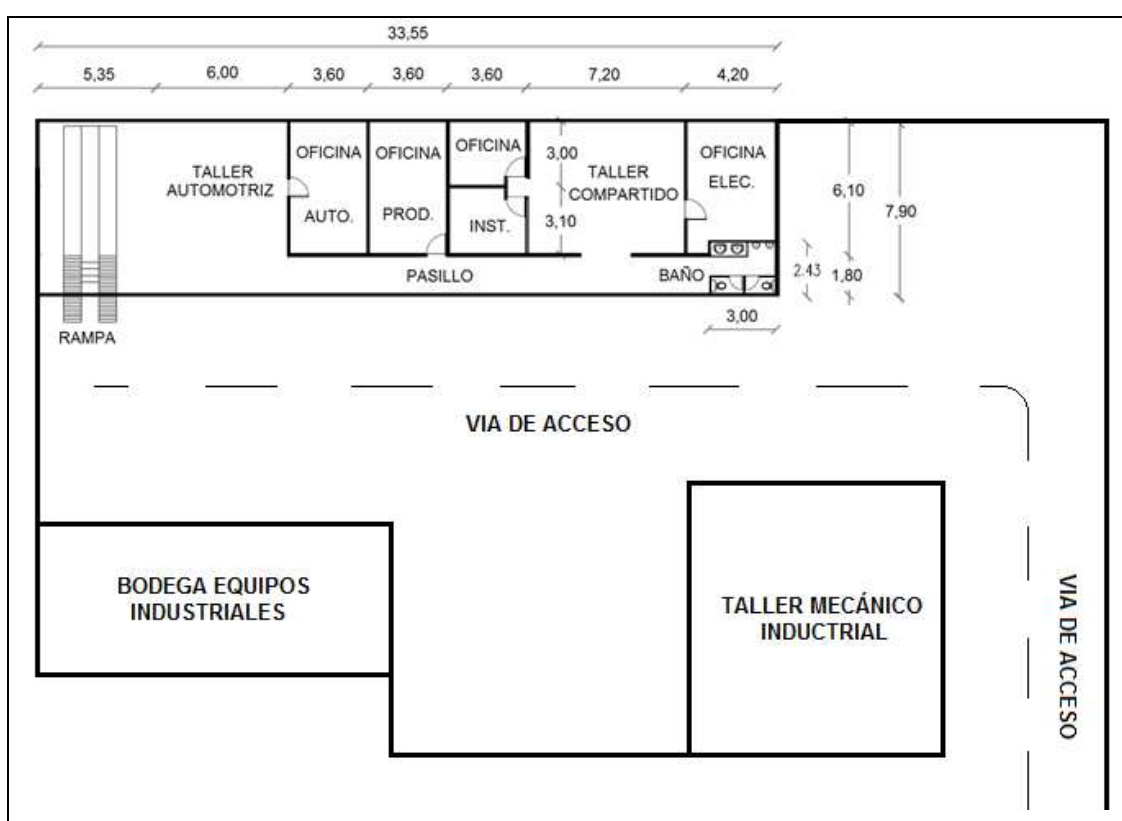 33,55
5,35 6,00 3,60 3,60 3,60 7,20 4,20
TALLER
AUTOMOTRIZ
OFICINA
AUTO.
OFICINA
PROD.
OFICINA
INST.
3,00
3,10
TALLER
COMPARTIDO
OFICINA
ELEC.
6,10
7,90
2.43
1,80
PASILLO
BAÑO
3,00
RAMPA
VIA DE ACCESO
BODEGA EQUIPOS
INDUSTRIALES
TALLER MECÁNICO
INDUCTRIAL
VIA DE ACCESO